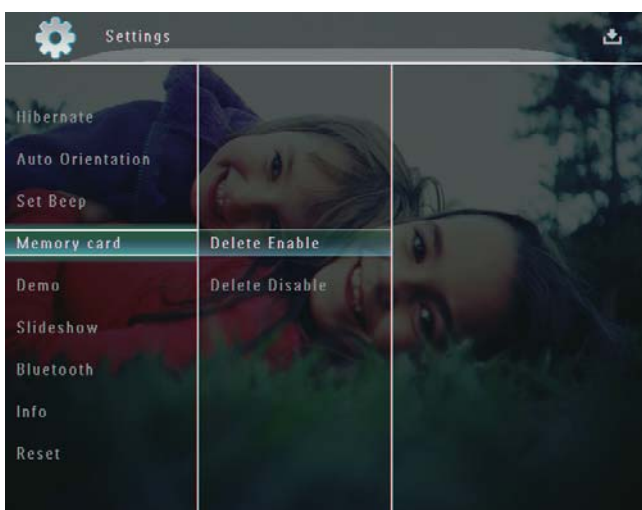 Settings
Hibernate
Auto Orientation
Set Beep
Memory card
Delete Enable
Demo
Delete Disable
Slideshow
Bluetooth
Info
Reset